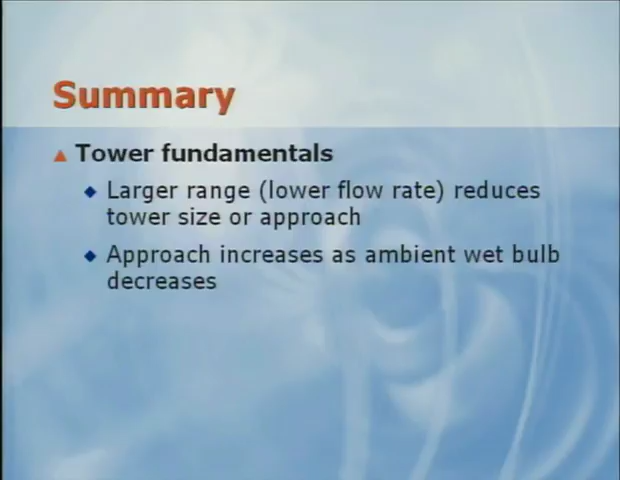 Summary
Tower fundamentals
Larger range (lower flow rate) reduces
tower size or approach
Approach increases as ambient wet bulb
decreases